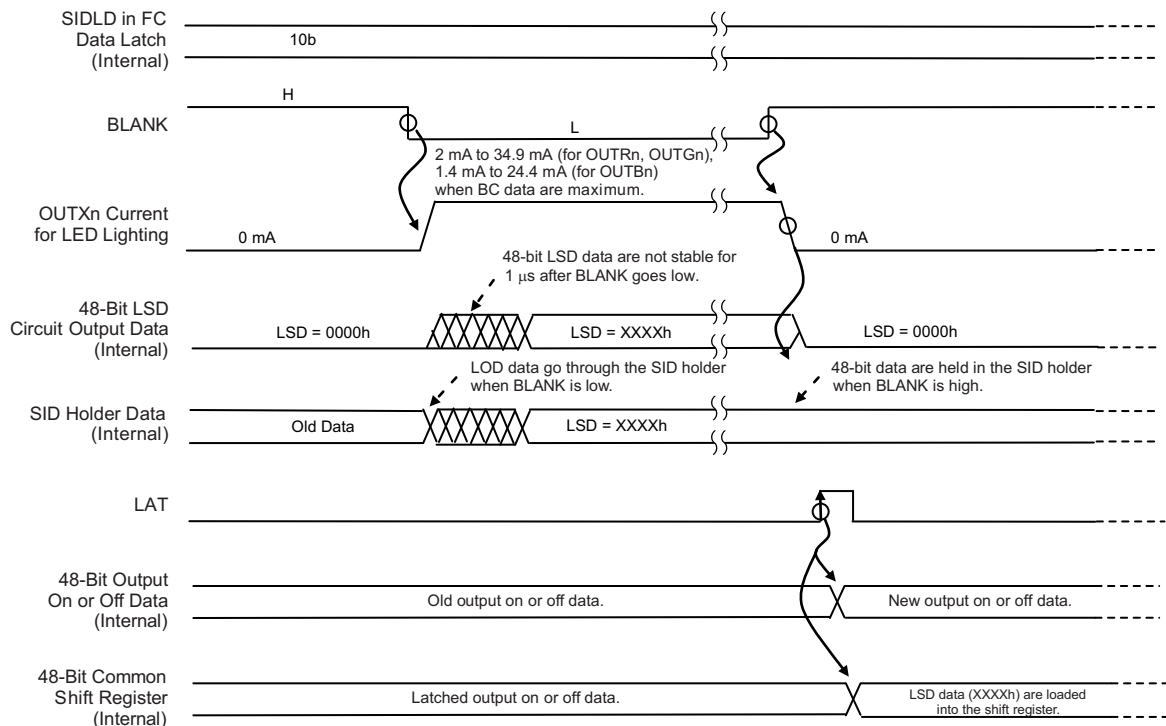 SIDLD in FC
Data Latch
(Internal)
10b
H
BLANK
L
2 mA to 34.9 mA (for OUTRn, OUTGn),
1.4 mA to 24.4 mA (for OUTBn)
when BC data are maximum.
OUTXn Current
for LED Lighting
0 mA
0 mA
48-bit LSD data are not stable for
1 μs after BLANK goes low.
48-Bit LSD
Circuit Output Data
(Internal)
LSD = 0000h
LSD = XXXXh
LSD = 0000h
LOD data go through the SID holder
when BLANK is low.
48-bit data are held in the SID holder
when BLANK is high.
SID Holder Data
(Internal)
Old Data
LSD = XXXXh
LAT
48-Bit Output
On or Off Data
(Internal)
Old output on or off data.
New output on or off data.
48-Bit Common
Shift Register
(Internal)
Latched output on or off data.
LSD data (XXXXh) are loaded
into the shift register.